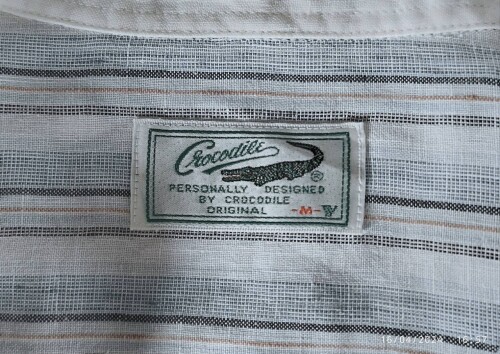 Crocodile
®
PERSONALLY DESIGNED
BY CROCODILE
ORIGINAL -M- W